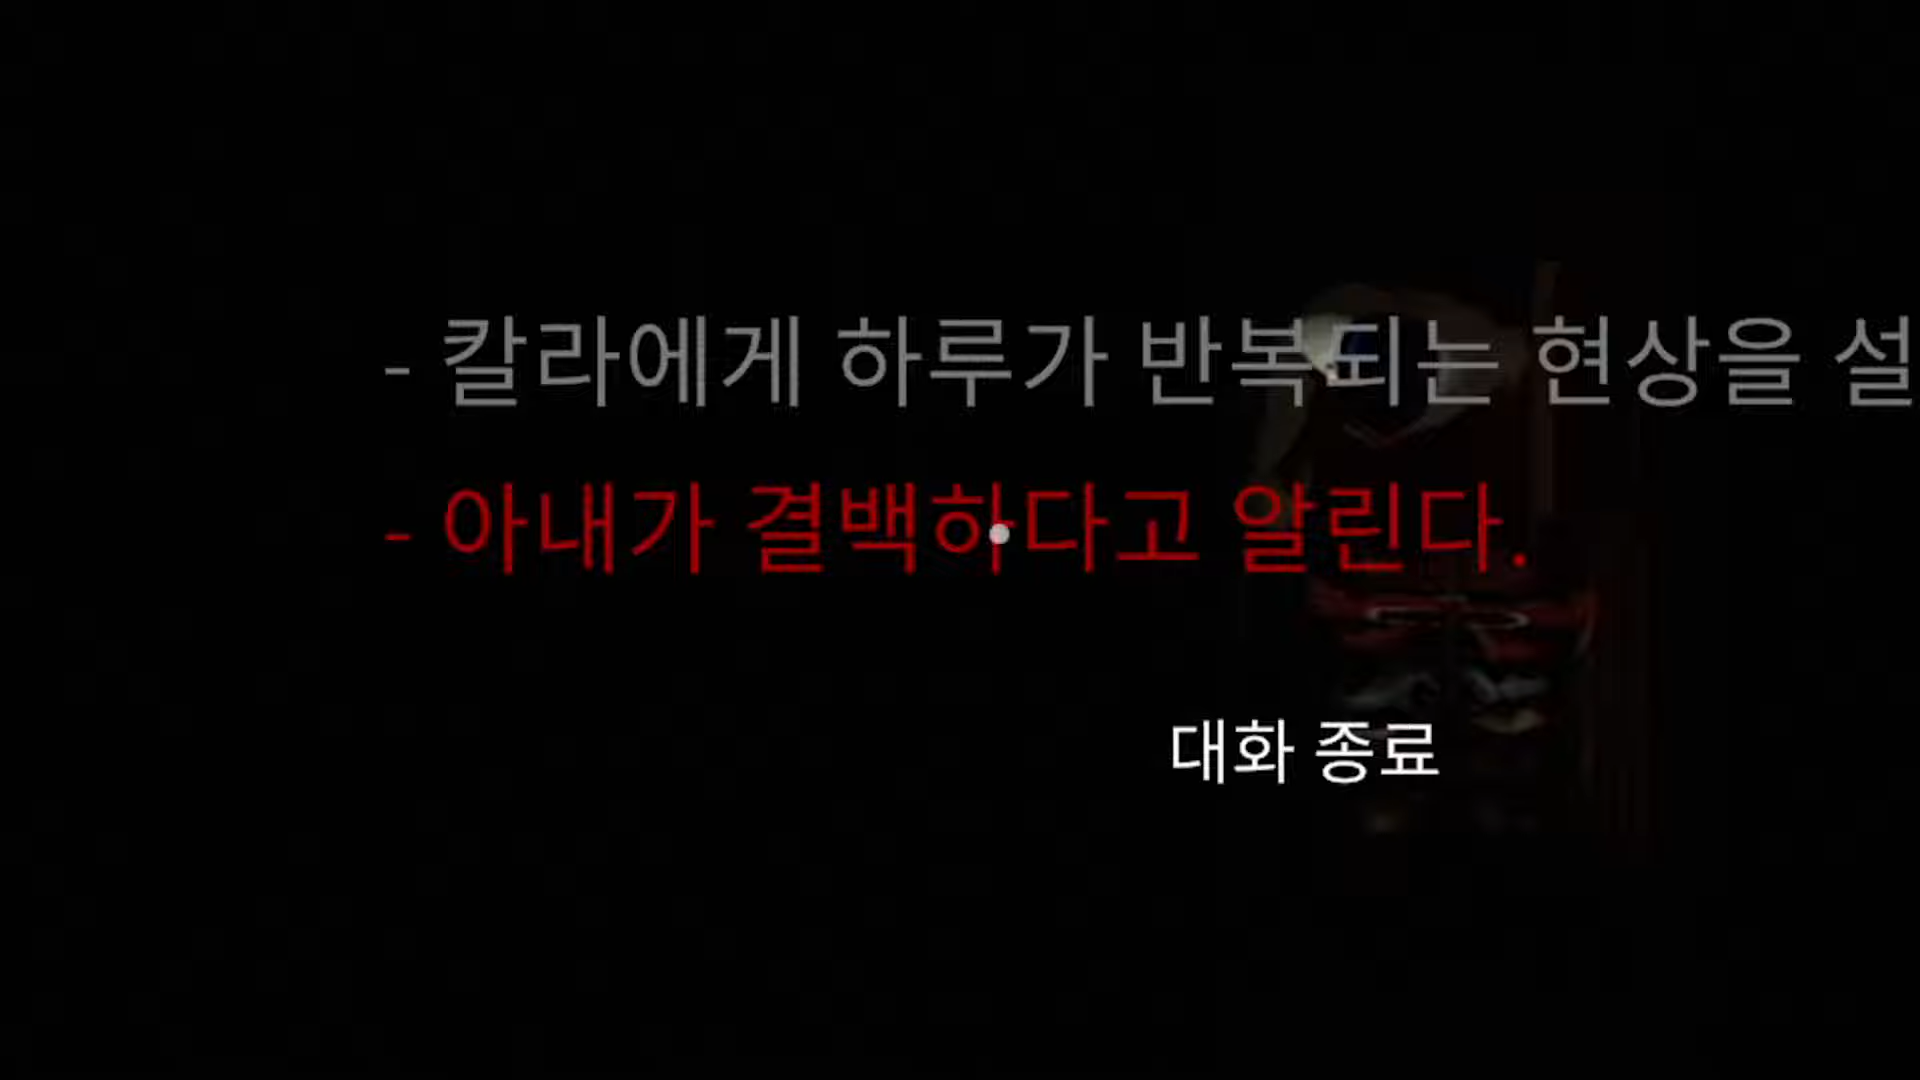 - 칼라에게 하루가 반복되는 현상을 설
- 아내가 결백하다고 알린다.
대화 종료